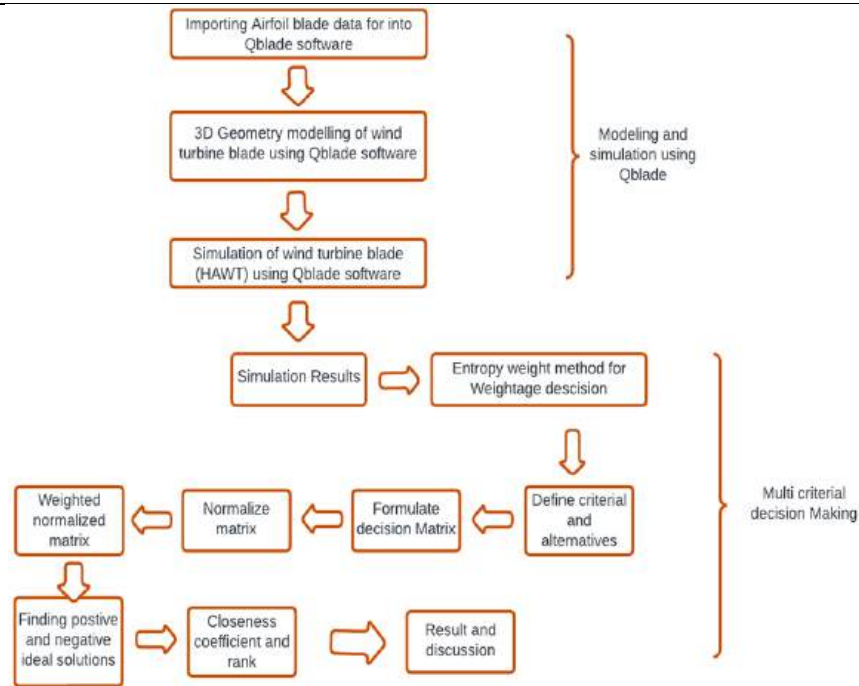 Importing Airfoil blade data for into
Qblade software
3D Geometry modelling of wind
turbine blade using Qblade software
Modeling and
simulation using
Qblade
Simulation of wind turbine blade
(HAWT) using Qblade software
Simulation Results
Entropy weight method for
Weightage descision
Define criterial
and
alternatives
Formulate
decision Matrix
Normalize
matrix
Weighted
normalized
matrix
Multi criterial
decision Making
Finding postive
and negative
ideal solutions
Closeness
coefficient and
rank
Result and
discussion